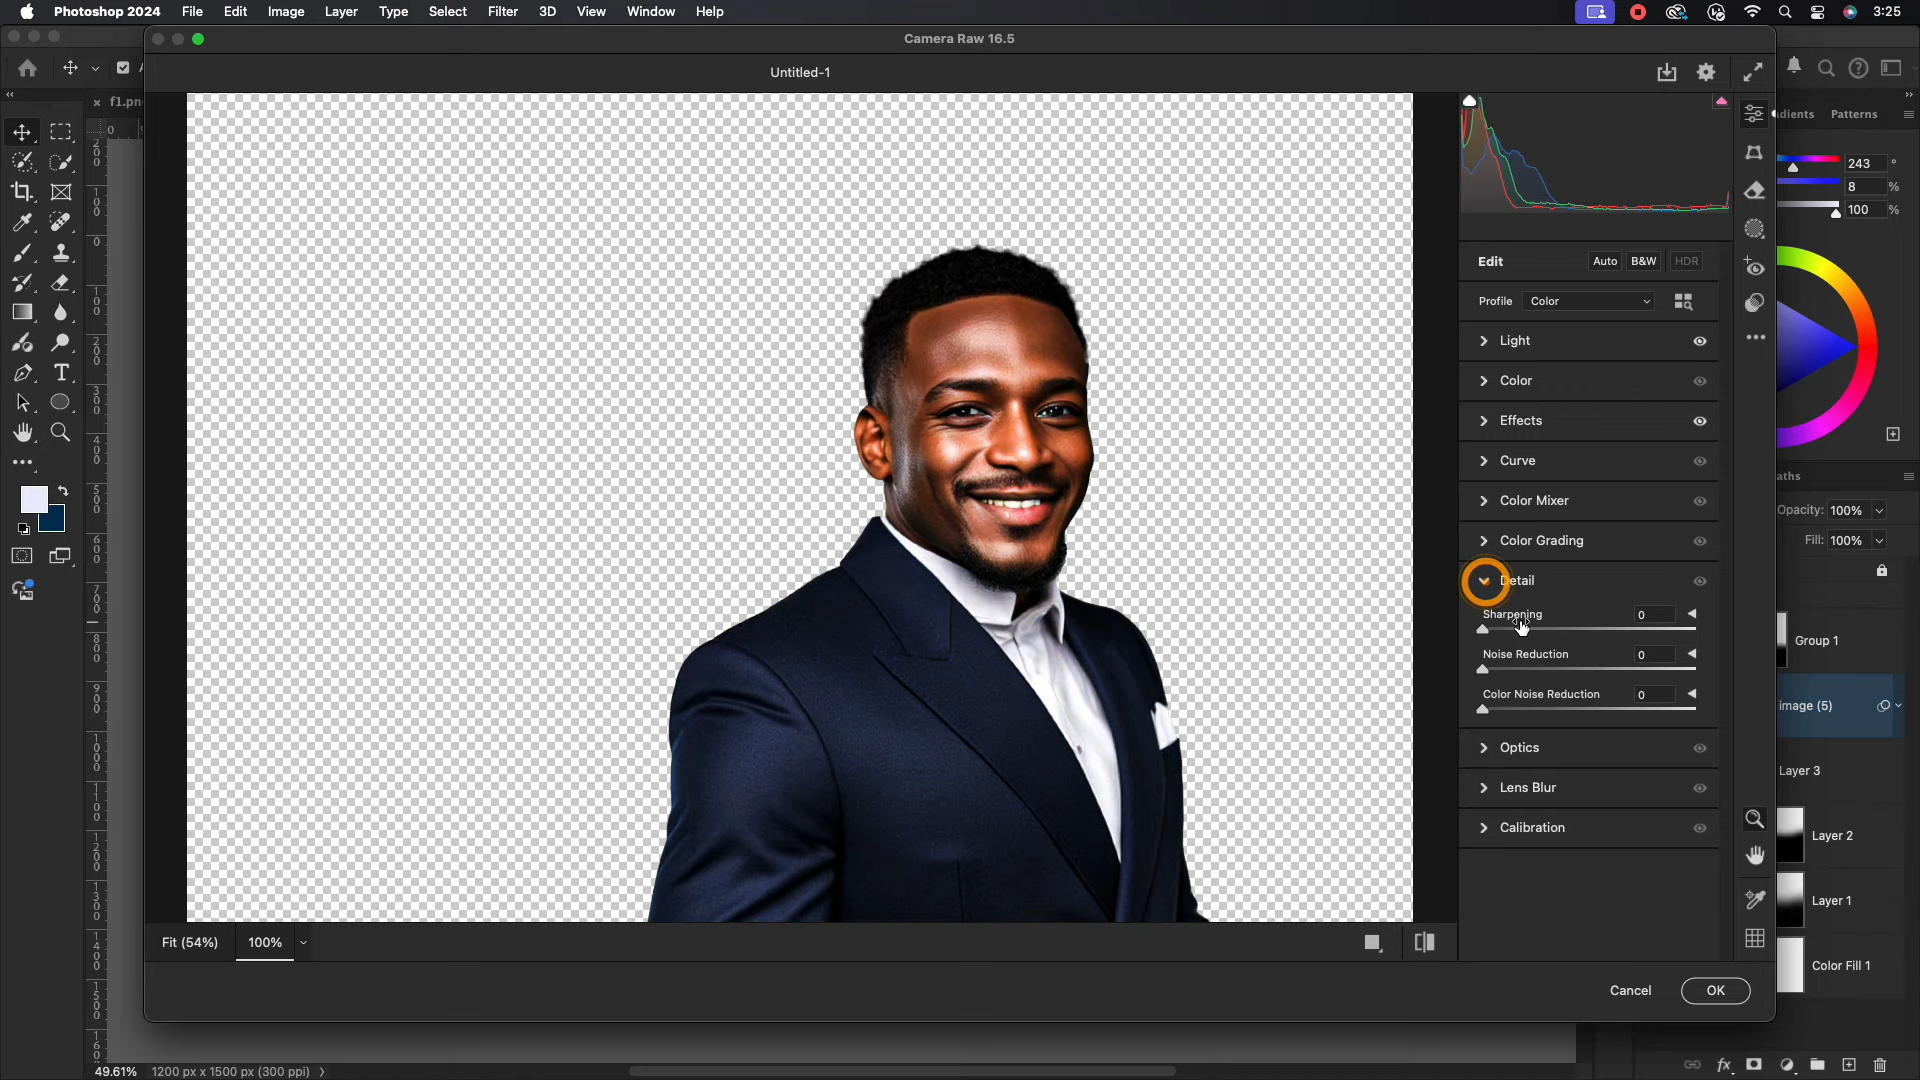 Photoshop 2024 File Edit Image Layer Type Select Filter 3D View Window Help 3:25
Camera Raw 16.5
Untitled-1
f1.pn
dients Patterns
243 °
8 %
100 %
Edit Auto B&W HDR
Profile Color
Light
Color
Effects
Curve
Color Mixer
Color Grading
Detail
Sharpening 0
Noise Reduction 0
Color Noise Reduction 0
Optics
Lens Blur
Calibration
aths
Opacity: 100%
Fill: 100%
Group 1
image (5)
Layer 3
Layer 2
Layer 1
Color Fill 1
Fit (54%) 100%
Cancel OK
49.61% 1200 px x 1500 px (300 ppi)